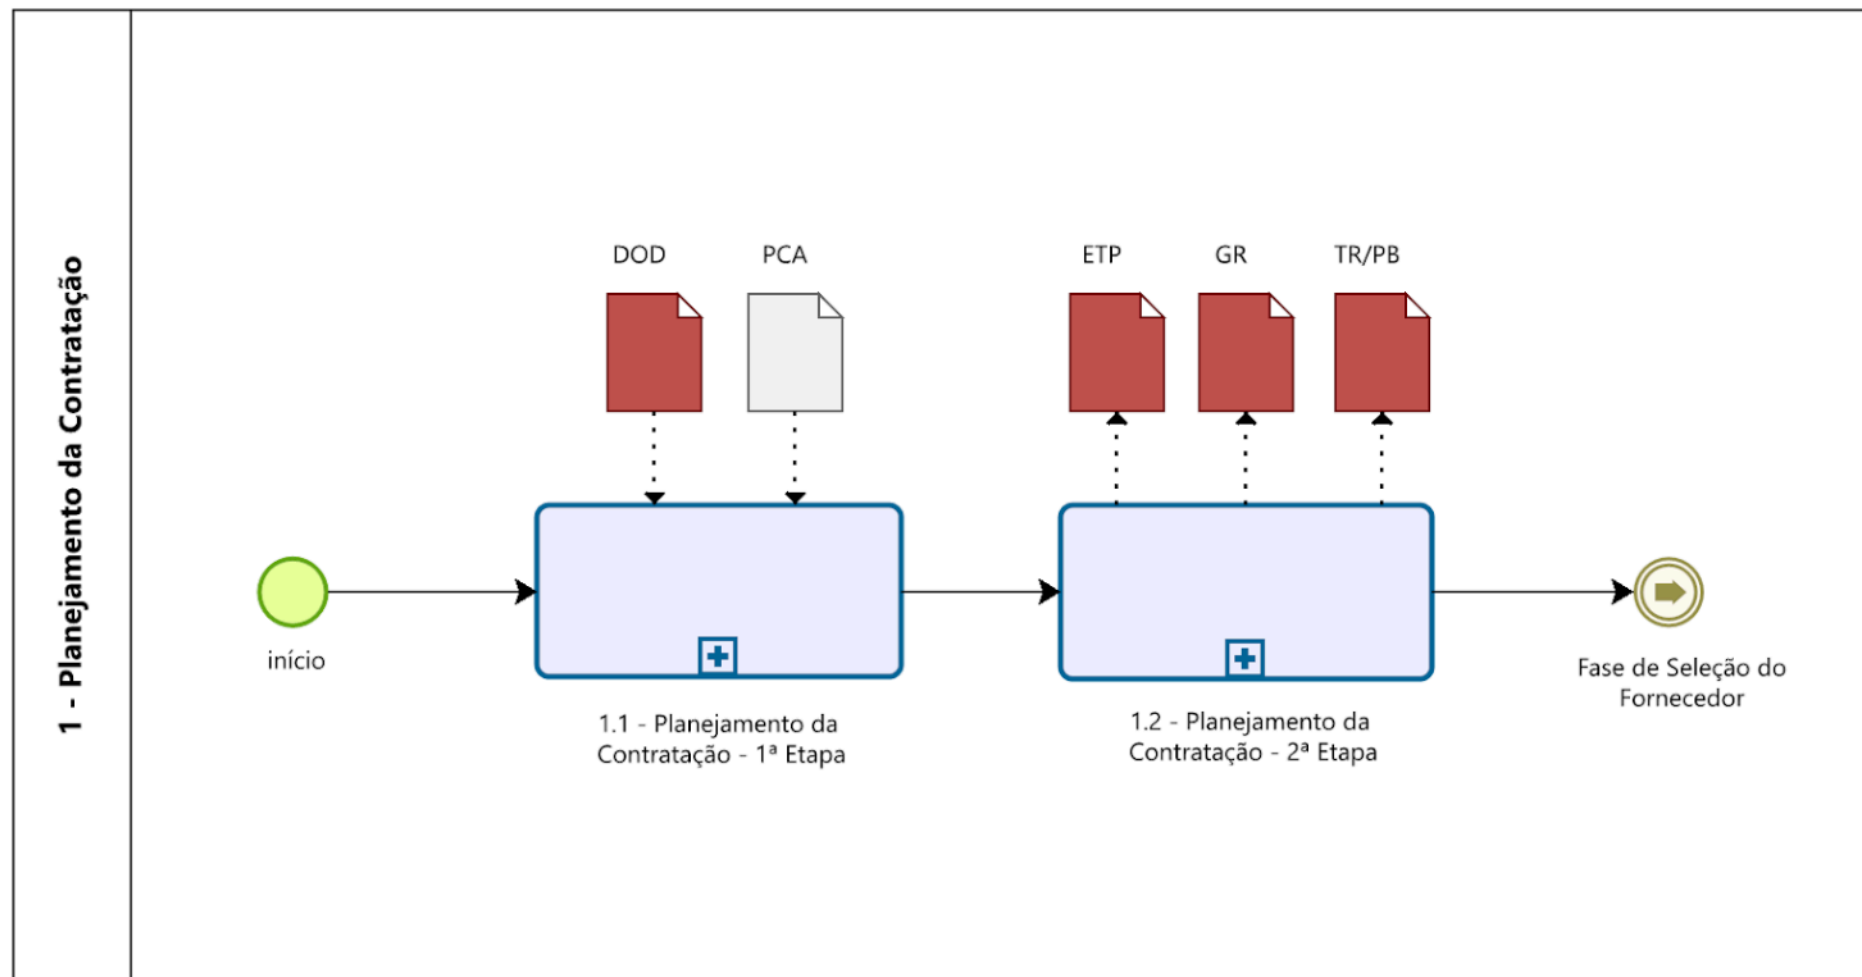 1 - Planejamento da Contratação
DOD
PCA
ETP
GR
TR/PB
início
1.1 - Planejamento da
Contratação - 1ª Etapa
1.2 - Planejamento da
Contratação - 2ª Etapa
Fase de Seleção do
Fornecedor